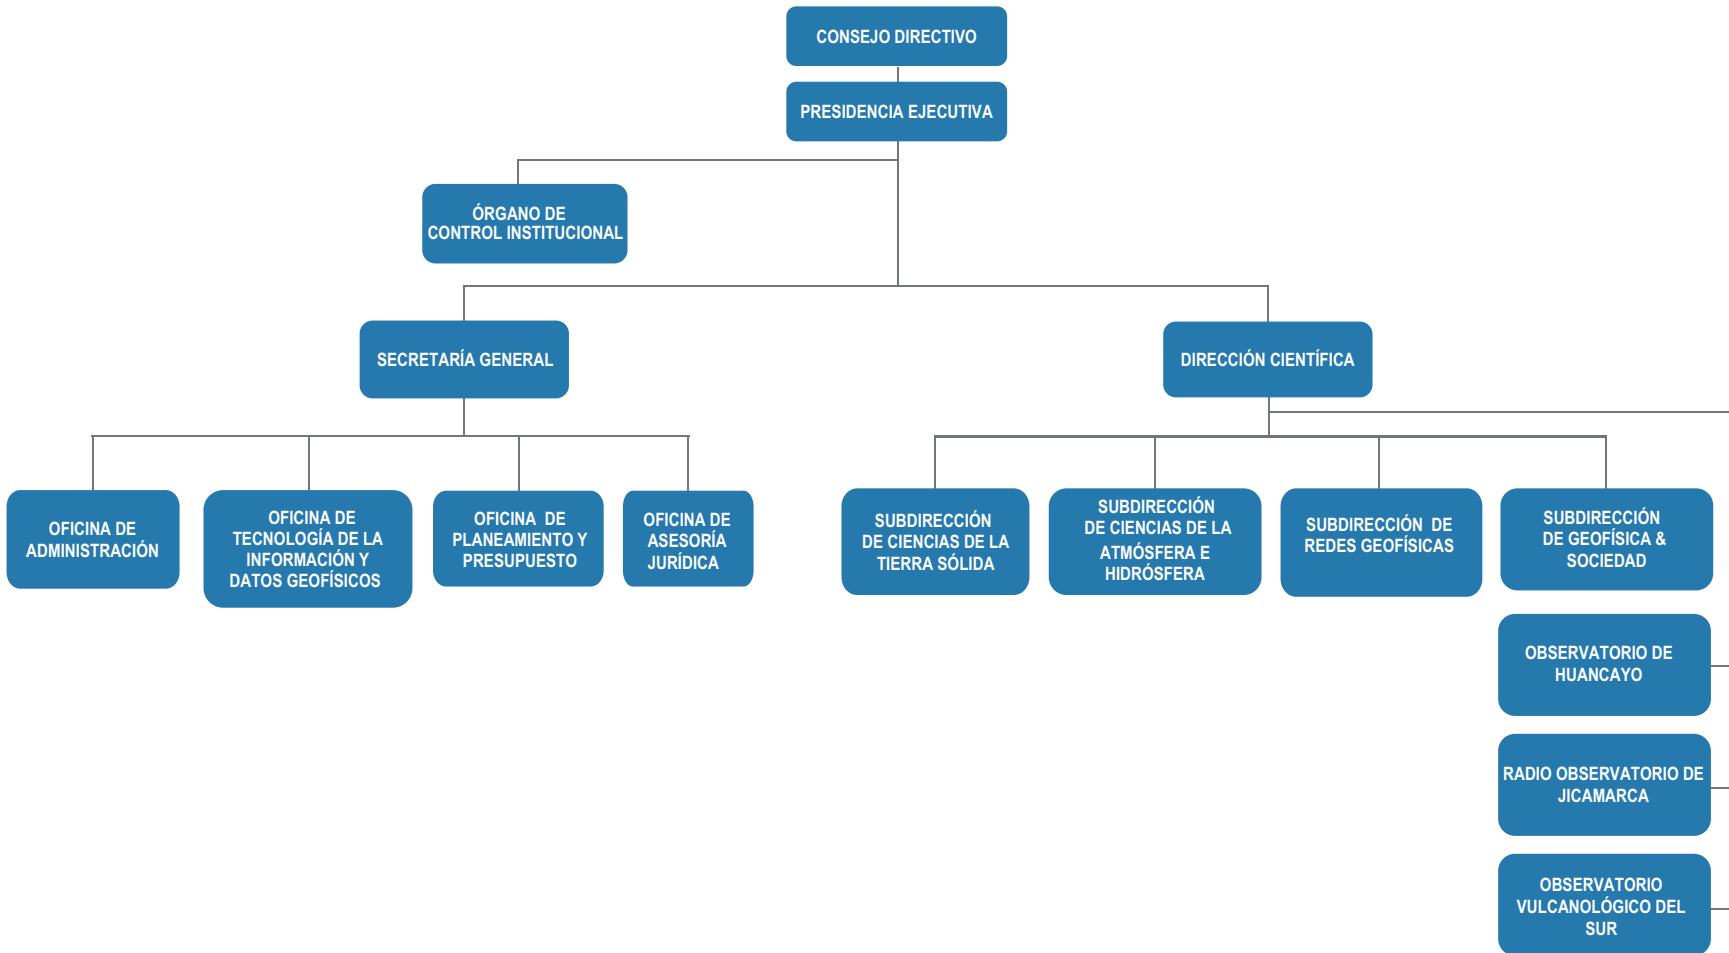 CONSEJO DIRECTIVO
PRESIDENCIA EJECUTIVA
ÓRGANO DE
CONTROL INSTITUCIONAL
SECRETARÍA GENERAL
DIRECCIÓN CIENTÍFICA
OFICINA DE
ADMINISTRACIÓN
OFICINA DE
TECNOLOGÍA DE LA
INFORMACIÓN Y
DATOS GEOFÍSICOS
OFICINA DE
PLANEAMIENTO Y
PRESUPUESTO
OFICINA DE
ASESORÍA
JURÍDICA
SUBDIRECCIÓN
DE CIENCIAS DE LA
TIERRA SÓLIDA
SUBDIRECCIÓN
DE CIENCIAS DE LA
ATMÓSFERA E
HIDRÓSFERA
SUBDIRECCIÓN DE
REDES GEOFÍSICAS
SUBDIRECCIÓN
DE GEOFÍSICA &
SOCIEDAD
OBSERVATORIO DE
HUANCAYO
RADIO OBSERVATORIO DE
JICAMARCA
OBSERVATORIO
VULCANOLÓGICO DEL
SUR